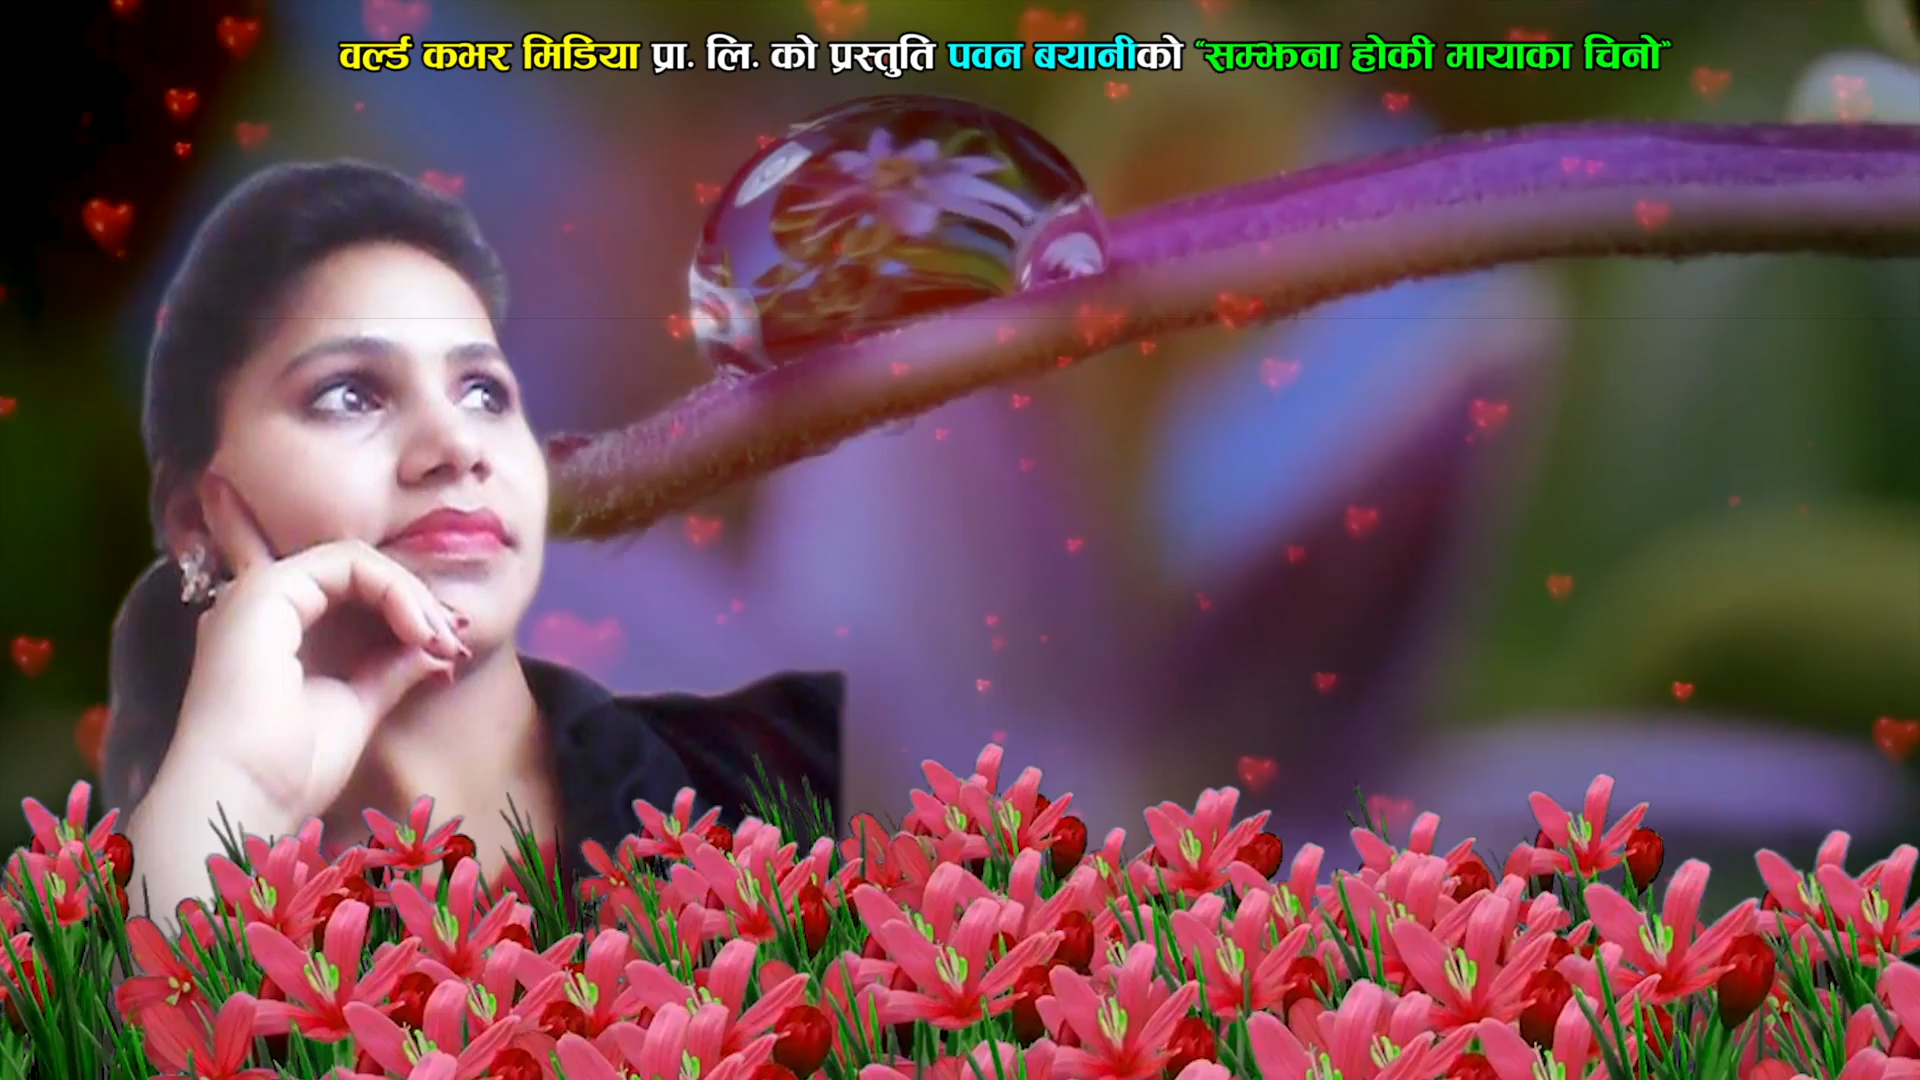 वर्ल्ड कभर मिडिया प्रा. लि. को प्रस्तुति पवन बयानीको “सम्झना होकी मायाका चिनो”